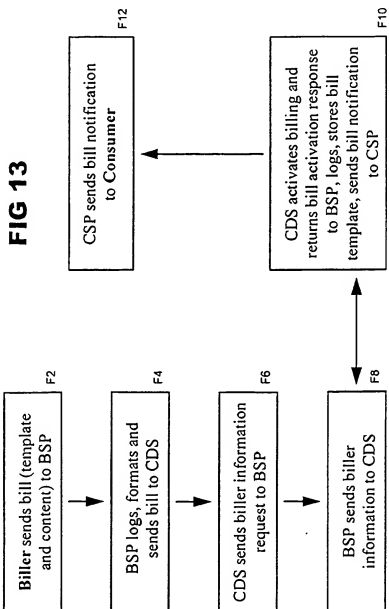 FIG 13
Biller sends bill (template
and content) to BSP
F2
BSP logs, formats and
sends bill to CDS
F4
CDS sends biller information
request to BSP
F6
BSP sends biller
information to CDS
F8
CDS activates billing and
returns bill activation response
to BSP, logs, stores bill
template, sends bill notification
to CSP
F10
CSP sends bill notification
to Consumer
F12